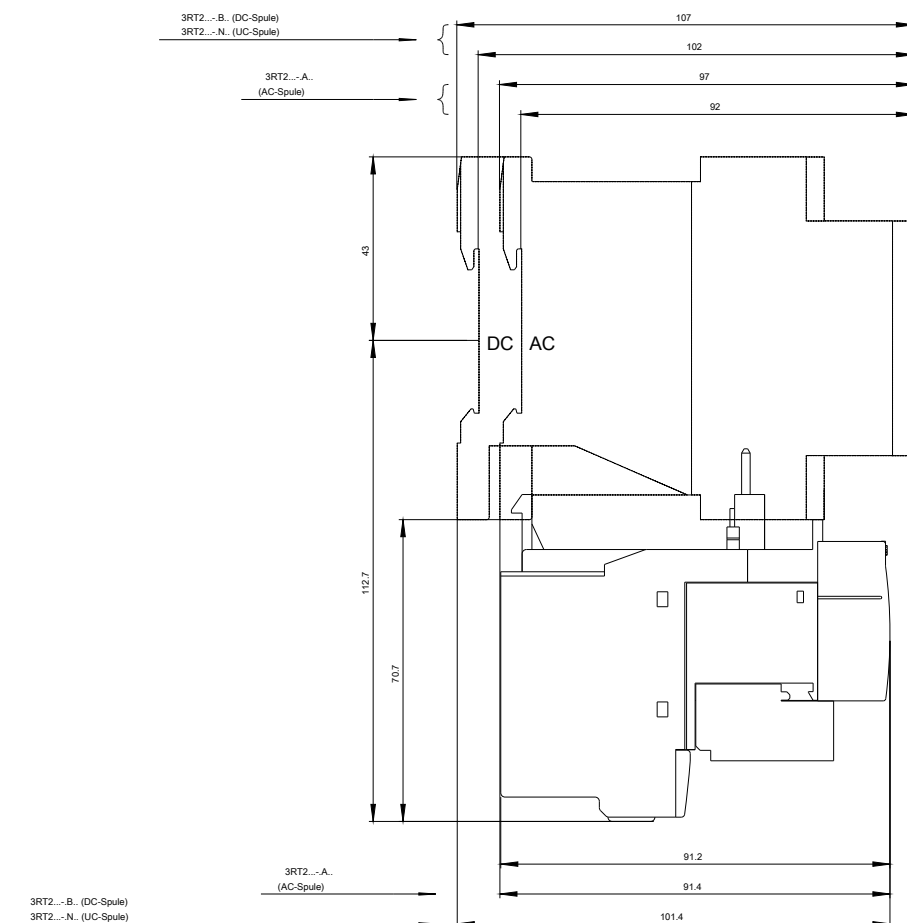 3RT2...-.B.. (DC-Spule)
3RT2...-.N.. (UC-Spule)
107
102
3RT2...-.A..
(AC-Spule)
97
92
43
DC AC
112.7
70.7
91.2
3RT2...-.A..
(AC-Spule)
91.4
3RT2...-.B.. (DC-Spule)
3RT2...-.N.. (UC-Spule)
101.4